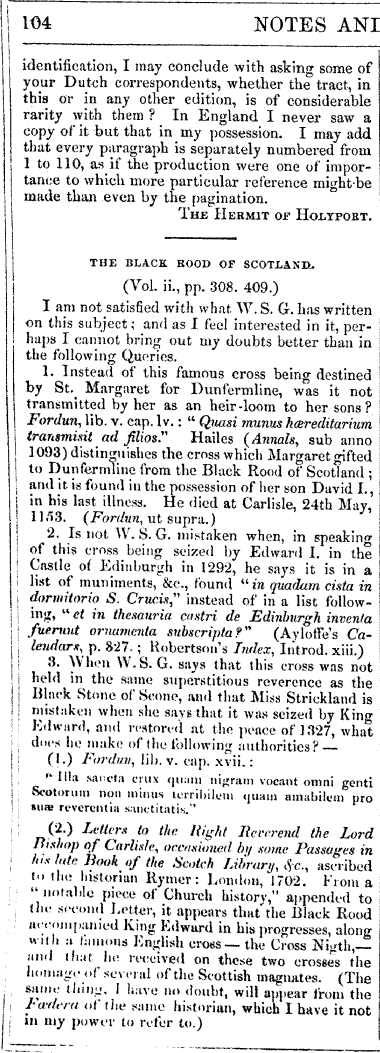 104 NOTES AND
identification, I may conclude with asking some of
your Dutch correspondents, whether the tract, in
this or in any other edition, is of considerable
rarity with them? In England I never saw a
copy of it but that in my possession. I may add
that every paragraph is separately numbered from
1 to 110, as if the production were one of impor-
tance to which more particular reference might be
made than even by the pagination.
THE HERMIT OF HOLYPORT.
THE BLACK ROOD OF SCOTLAND.
(Vol. ii., pp. 308. 409.)
I am not satisfied with what W. S. G. has written
on this subject; and as I feel interested in it, per-
haps I cannot bring out my doubts better than in
the following Queries.
1. Instead of this famous cross being destined
by St. Margaret for Dunfermline, was it not
transmitted by her as an heir-loom to her sons?
Fordun, lib. v. cap. lv.: "Quasi munus hæreditarium
transmisit ad filios." Hailes (Annals, sub anno
1093) distinguishes the cross which Margaret gifted
to Dunfermline from the Black Rood of Scotland;
and it is found in the possession of her son David I.,
in his last illness. He died at Carlisle, 24th May,
1153. (Fordun, ut supra.)
2. Is not W. S. G. mistaken when, in speaking
of this cross being seized by Edward I. in the
Castle of Edinburgh in 1292, he says it is in a
list of muniments, &c., found "in quadam cista in
dormitorio S. Crucis," instead of in a list follow-
ing, "et in thesauria castri de Edinburgh inventa
fuerunt ornamenta subscripta?" (Ayloffe's Ca-
lendars, p. 827.; Robertson's Index, Introd. xiii.)
3. When W. S. G. says that this cross was not
held in the same superstitious reverence as the
Black Stone of Scone, and that Miss Strickland is
mistaken when she says that it was seized by King
Edward, and restored at the peace of 1327, what
does he make of the following authorities?—
(1.) Fordun, lib. v. cap. xvii.:
"Illa sancta crux quam nigram vocant omni genti
Scotorum non minus terribilem quam amabilem pro
suæ reverentia sanctitatis."
(2.) Letters to the Right Reverend the Lord
Bishop of Carlisle, occasioned by some Passages in
his late Book of the Scotch Library, &c., ascribed
to the historian Rymer: London, 1702. From a
"notable piece of Church history," appended to
the second Letter, it appears that the Black Rood
accompanied King Edward in his progresses, along
with a famous English cross—the Cross Nigth,—
and that he received on these two crosses the
homage of several of the Scottish magnates. (The
same thing, I have no doubt, will appear from the
Fœdera of the same historian, which I have it not
in my power to refer to.)